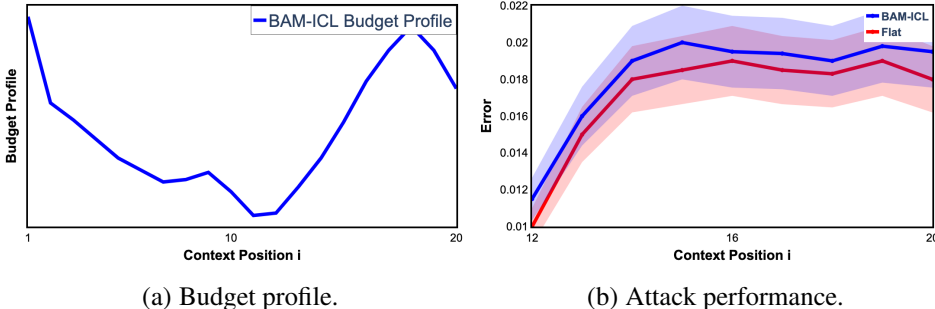 BAM-ICL Budget Profile
Budget Profile
1
10
20
Context Position i
(a) Budget profile.
0.022
0.02
0.018
0.016
0.014
0.012
0.01
Error
BAM-ICL
Flat
12
16
20
Context Position i
(b) Attack performance.